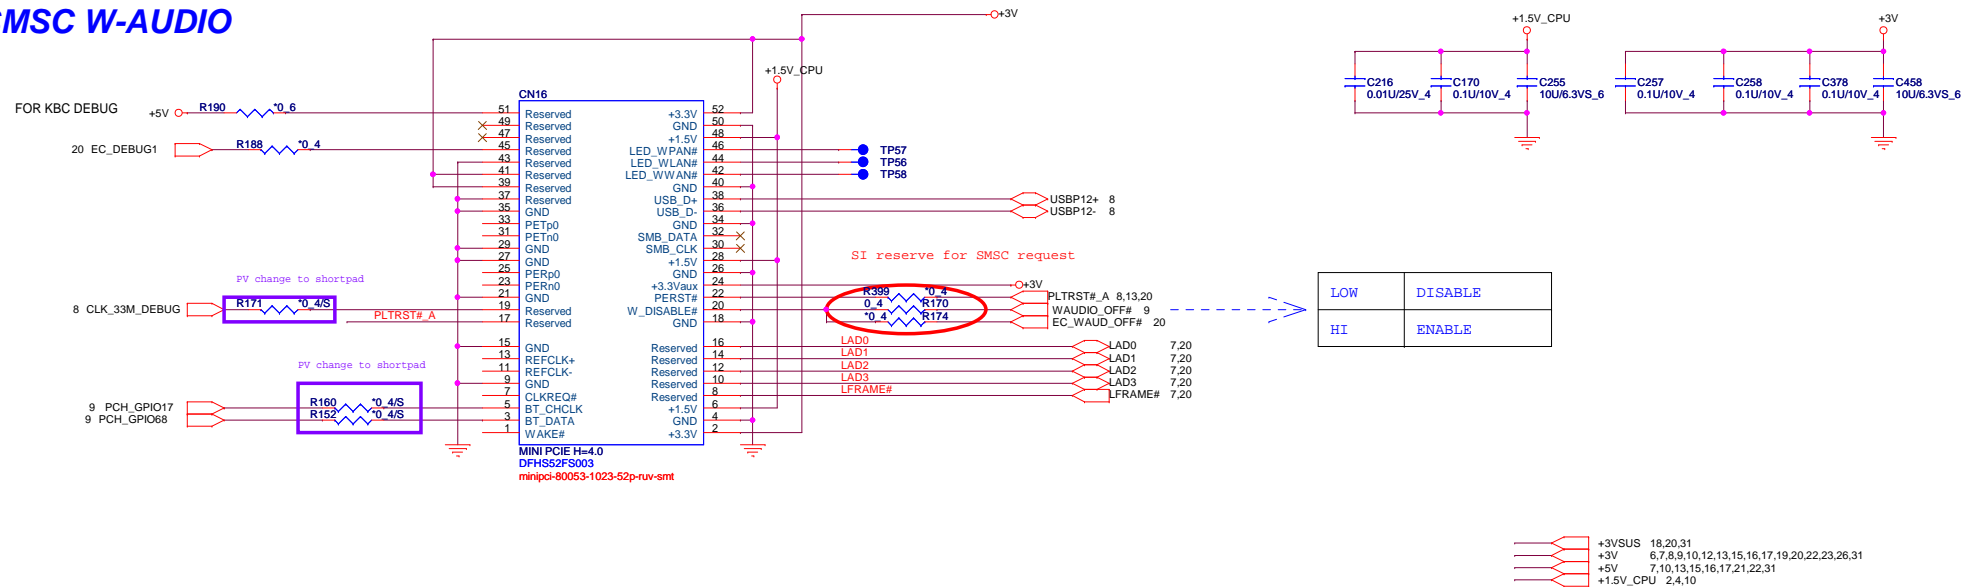 SMSC W-AUDIO
+3V
+1.5V_CPU
+1.5V_CPU
+3V
C216
0.01U/25V_4
C170
0.1U/10V_4
C255
10U/6.3VS_6
C257
0.1U/10V_4
C258
0.1U/10V_4
C378
0.1U/10V_4
C458
10U/6.3VS_6
FOR KBC DEBUG
+5V
R190
*0_6
20 EC_DEBUG1
R188
*0_4
CN16
51 Reserved
49 Reserved
47 Reserved
45 Reserved
43 Reserved
41 Reserved
39 Reserved
37 Reserved
35 GND
33 PETp0
31 PETn0
29 GND
27 GND
25 PERp0
23 PERn0
21 GND
19 Reserved
17 Reserved
15 GND
13 REFCLK+
11 REFCLK-
9 GND
7 CLKREQ#
5 BT_CHCLK
3 BT_DATA
1 WAKE#
+3.3V 52
GND 50
+1.5V 48
LED_WPAN# 46
LED_WLAN# 44
LED_WWAN# 42
GND 40
USB_D+ 38
USB_D- 36
GND 34
SMB_DATA 32
SMB_CLK 30
+1.5V 28
GND 26
+3.3Vaux 24
PERST# 22
W_DISABLE# 20
GND 18
Reserved 16
Reserved 14
Reserved 12
Reserved 10
Reserved 8
+1.5V 6
GND 4
+3.3V 2
MINI PCIE H=4.0
DFHS52FS003
minipci-80053-1023-52p-ruv-smt
TP57
TP56
TP58
USBP12+ 8
USBP12- 8
SI reserve for SMSC request
+3V
R399 *0_4
0_4 R170
*0_4 R174
PLTRST#_A 8,13,20
WAUDIO_OFF# 9
EC_WAUD_OFF# 20
LOW DISABLE
HI ENABLE
LAD0
LAD1
LAD2
LAD3
LFRAME#
LAD0 7,20
LAD1 7,20
LAD2 7,20
LAD3 7,20
LFRAME# 7,20
PV change to shortpad
R171 *0_4/S
8 CLK_33M_DEBUG
PLTRST#_A
PV change to shortpad
R160 *0_4/S
R152 *0_4/S
9 PCH_GPIO17
9 PCH_GPIO68
+3VSUS 18,20,31
+3V 6,7,8,9,10,12,13,15,16,17,19,20,22,23,26,31
+5V 7,10,13,15,16,17,21,22,31
+1.5V_CPU 2,4,10